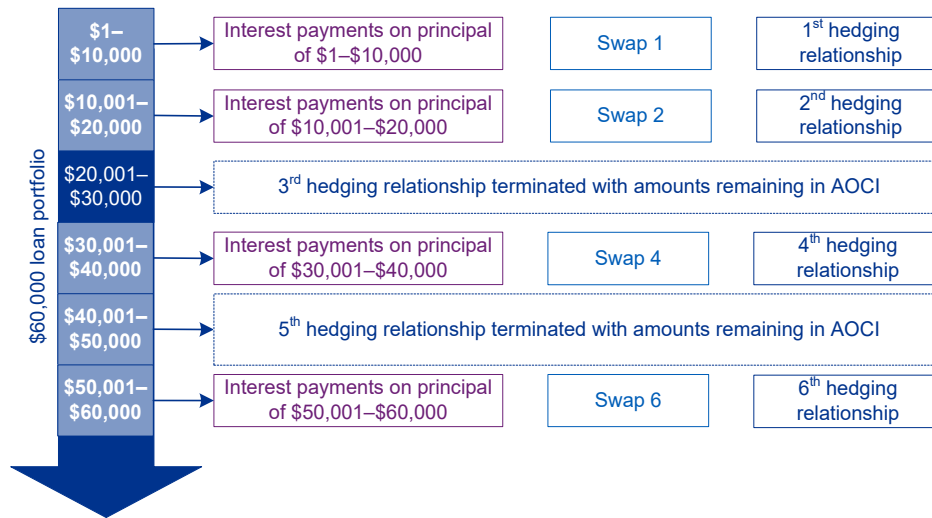 $60,000 loan portfolio
$1–
$10,000
Interest payments on principal
of $1–$10,000
Swap 1
1st hedging
relationship
$10,001–
$20,000
Interest payments on principal
of $10,001–$20,000
Swap 2
2nd hedging
relationship
$20,001–
$30,000
3rd hedging relationship terminated with amounts remaining in AOCI
$30,001–
$40,000
Interest payments on principal
of $30,001–$40,000
Swap 4
4th hedging
relationship
$40,001–
$50,000
5th hedging relationship terminated with amounts remaining in AOCI
$50,001–
$60,000
Interest payments on principal
of $50,001–$60,000
Swap 6
6th hedging
relationship